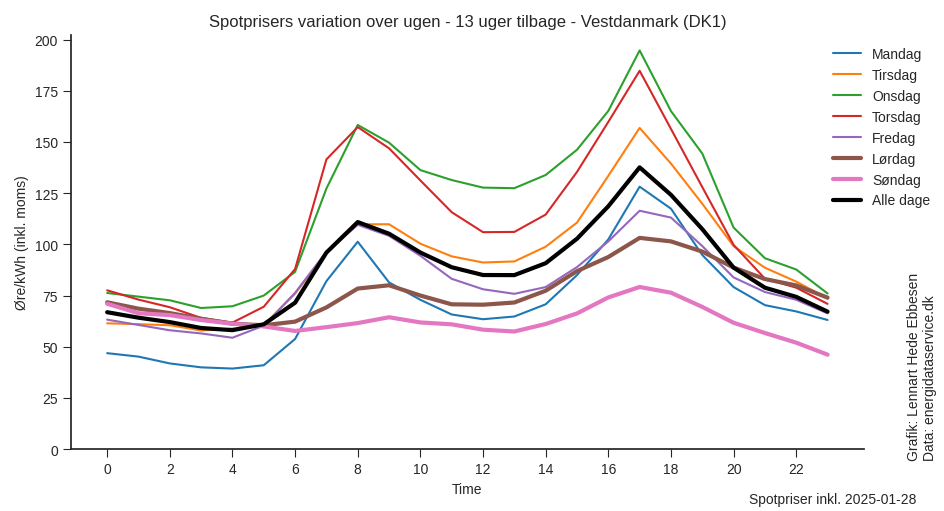 Spotprisers variation over ugen - 13 uger tilbage - Vestdanmark (DK1)
200
175
150
125
100
75
50
25
0
Øre/kWh (inkl. moms)
0 2 4 6 8 10 12 14 16 18 20 22
Time
Mandag
Tirsdag
Onsdag
Torsdag
Fredag
Lørdag
Søndag
Alle dage
Grafik: Lennart Hede Ebbesen
Data: energidataservice.dk
Spotpriser inkl. 2025-01-28